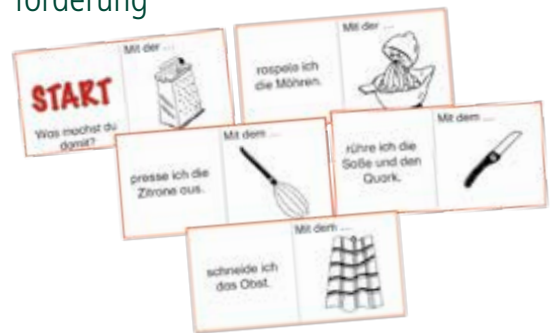 förderung
START
Was machst du
damit?
Mit der ...
raspele ich
die Möhren.
Mit der ...
presse ich die
Zitrone aus.
Mit dem ...
rühre ich die
Soße und den
Quark.
Mit dem ...
schneide ich
das Obst.
Mit dem ...